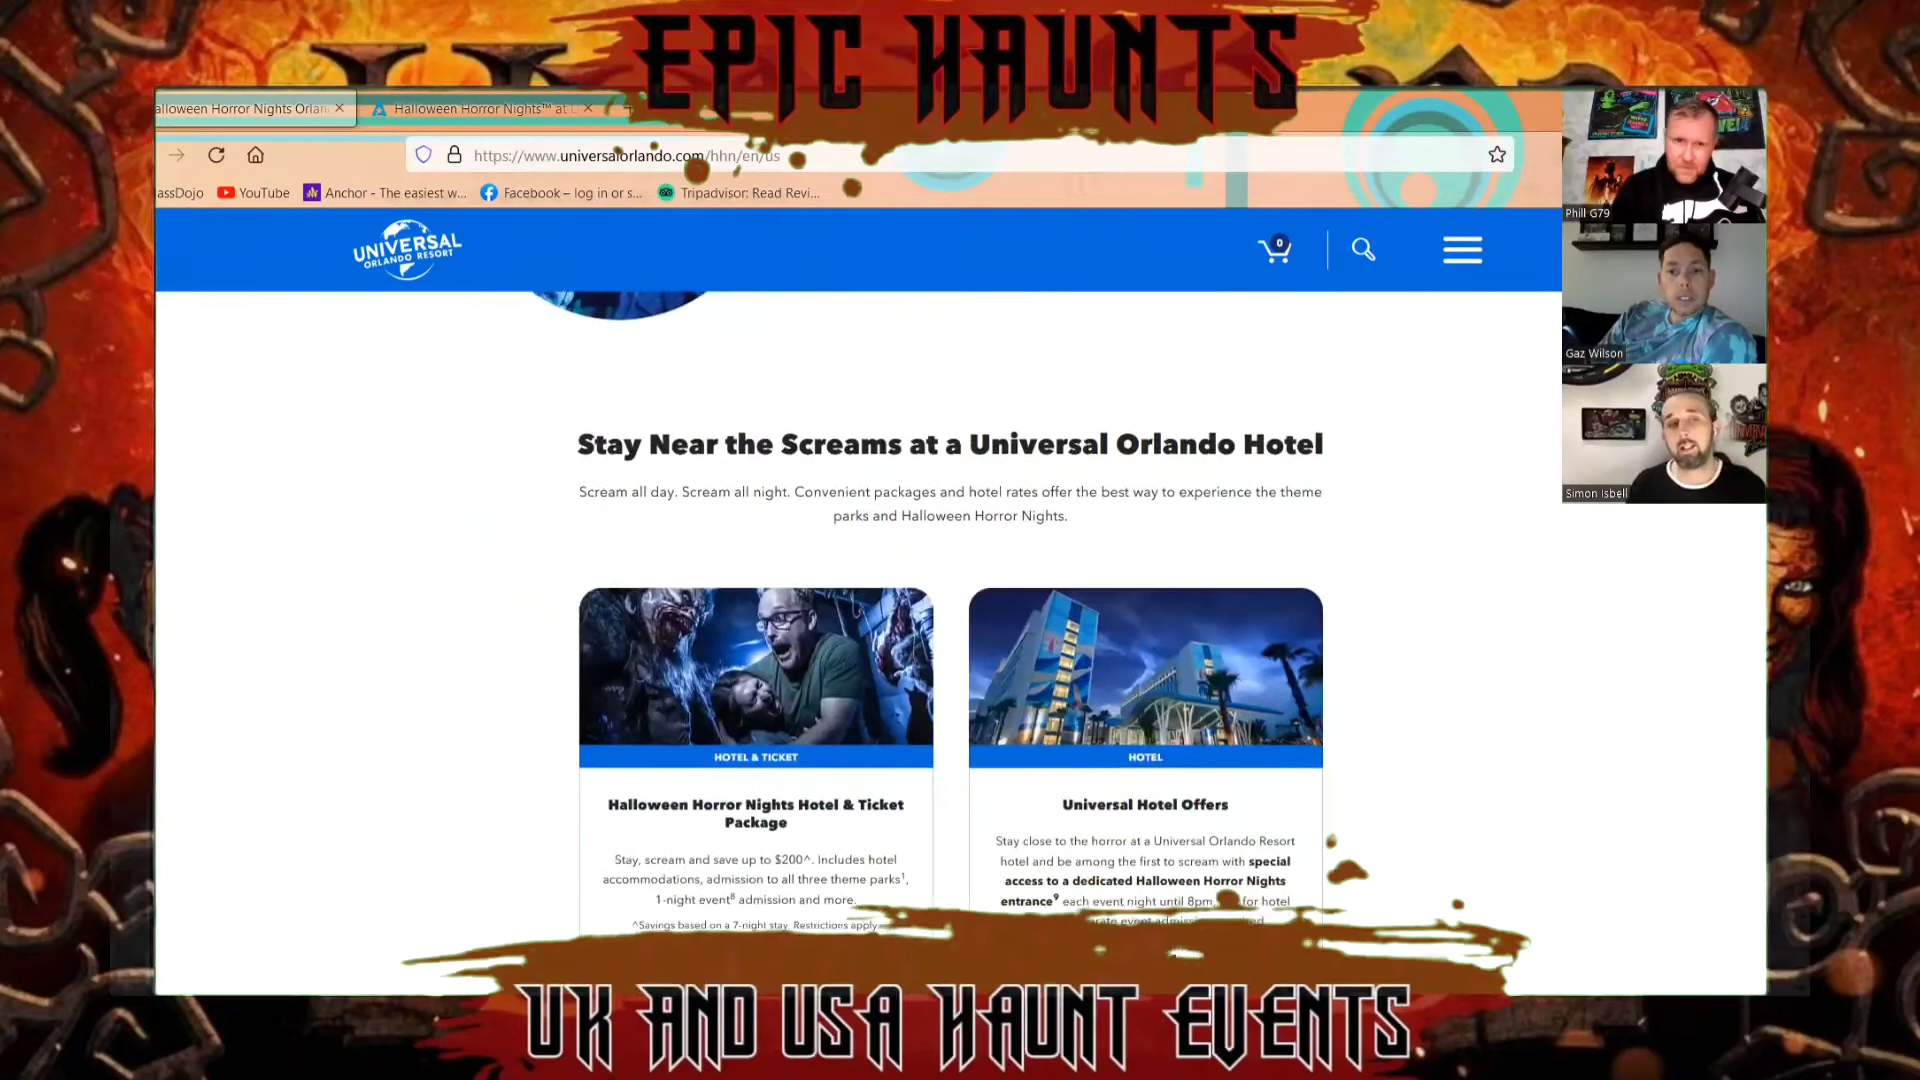 EPIC HAUNTS
alloween Horror Nights Orlan
Halloween Horror Nights™ at
https://www.universalorlando.com/hhn/en/us
assDojo
YouTube
Anchor - The easiest w...
Facebook – log in or s...
Tripadvisor: Read Revi...
UNIVERSAL
ORLANDO RESORT
0
Phill G79
Gaz Wilson
Simon Isbell
Stay Near the Screams at a Universal Orlando Hotel
Scream all day. Scream all night. Convenient packages and hotel rates offer the best way to experience the theme
parks and Halloween Horror Nights.
HOTEL & TICKET
Halloween Horror Nights Hotel & Ticket
Package
Stay, scream and save up to $200^. Includes hotel
accommodations, admission to all three theme parks¹,
1-night event⁸ admission and more.
^Savings based on a 7-night stay. Restrictions apply.
HOTEL
Universal Hotel Offers
Stay close to the horror at a Universal Orlando Resort
hotel and be among the first to scream with special
access to a dedicated Halloween Horror Nights
entrance⁹ each event night until 8pm, for hotel
UK AND USA HAUNT EVENTS